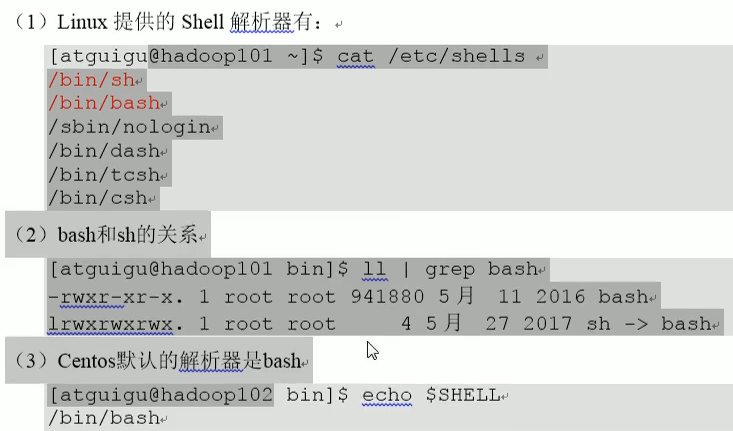 （1）Linux 提供的 Shell 解析器有：
[atguigu@hadoop101 ~]$ cat /etc/shells
/bin/sh
/bin/bash
/sbin/nologin
/bin/dash
/bin/tcsh
/bin/csh
（2）bash和sh的关系
[atguigu@hadoop101 bin]$ ll | grep bash
-rwxr-xr-x. 1 root root 941880 5月  11 2016 bash
lrwxrwxrwx. 1 root root      4 5月  27 2017 sh -> bash
（3）Centos默认的解析器是bash
[atguigu@hadoop102 bin]$ echo $SHELL
/bin/bash